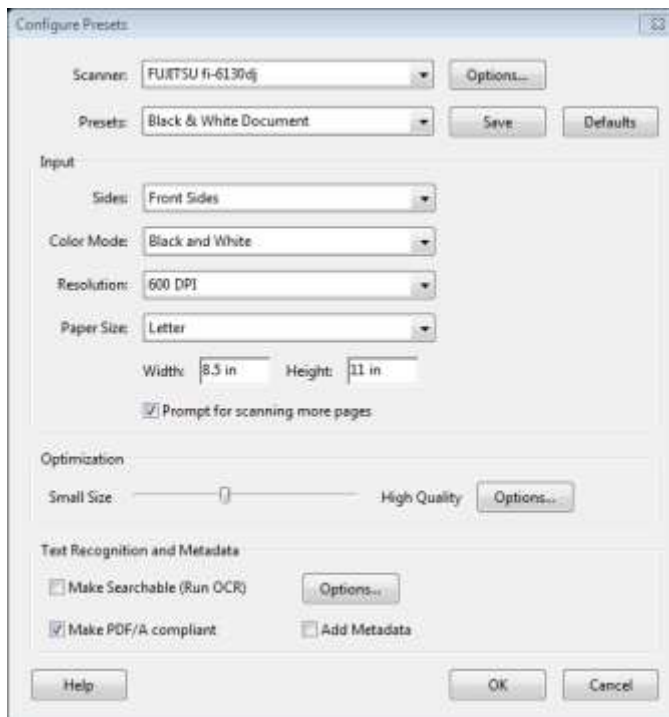 Configure Presets
Scanner: FUJITSU fi-6130dj Options...
Presets: Black & White Document Save Defaults
Input
Sides: Front Sides
Color Mode: Black and White
Resolution: 600 DPI
Paper Size: Letter
Width: 8.5 in Height: 11 in
Prompt for scanning more pages
Optimization
Small Size High Quality Options...
Text Recognition and Metadata
Make Searchable (Run OCR) Options...
Make PDF/A compliant Add Metadata
Help OK Cancel